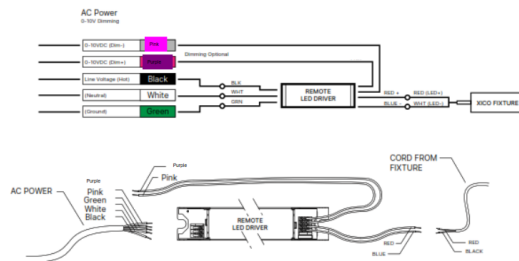 AC Power
0-10V Dimming
0-10VDC (Dim-) Pink
0-10VDC (Dim+)
Dimming Optional
Line Voltage (Hot) Black BLK
(Neutral) White WHT
(Ground) Green GRN
REMOTE
LED DRIVER
RED + RED (LED+)
BLUE - WHT (LED-)
XICO FIXTURE
CORD FROM
FIXTURE
Purple
Pink
AC POWER
Purple
Pink
Green
White
Black
REMOTE
LED DRIVER
RED
BLUE
RED
BLACK